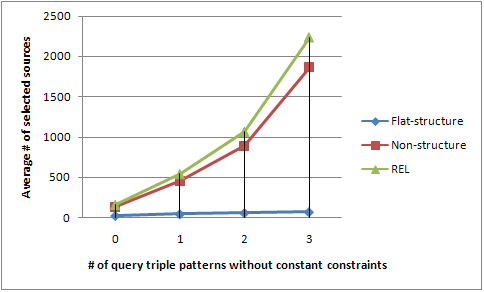 2500
2000
1500
1000
500
0
Average # of selected sources
0 1 2 3
# of query triple patterns without constant constraints
Flat-structure
Non-structure
REL